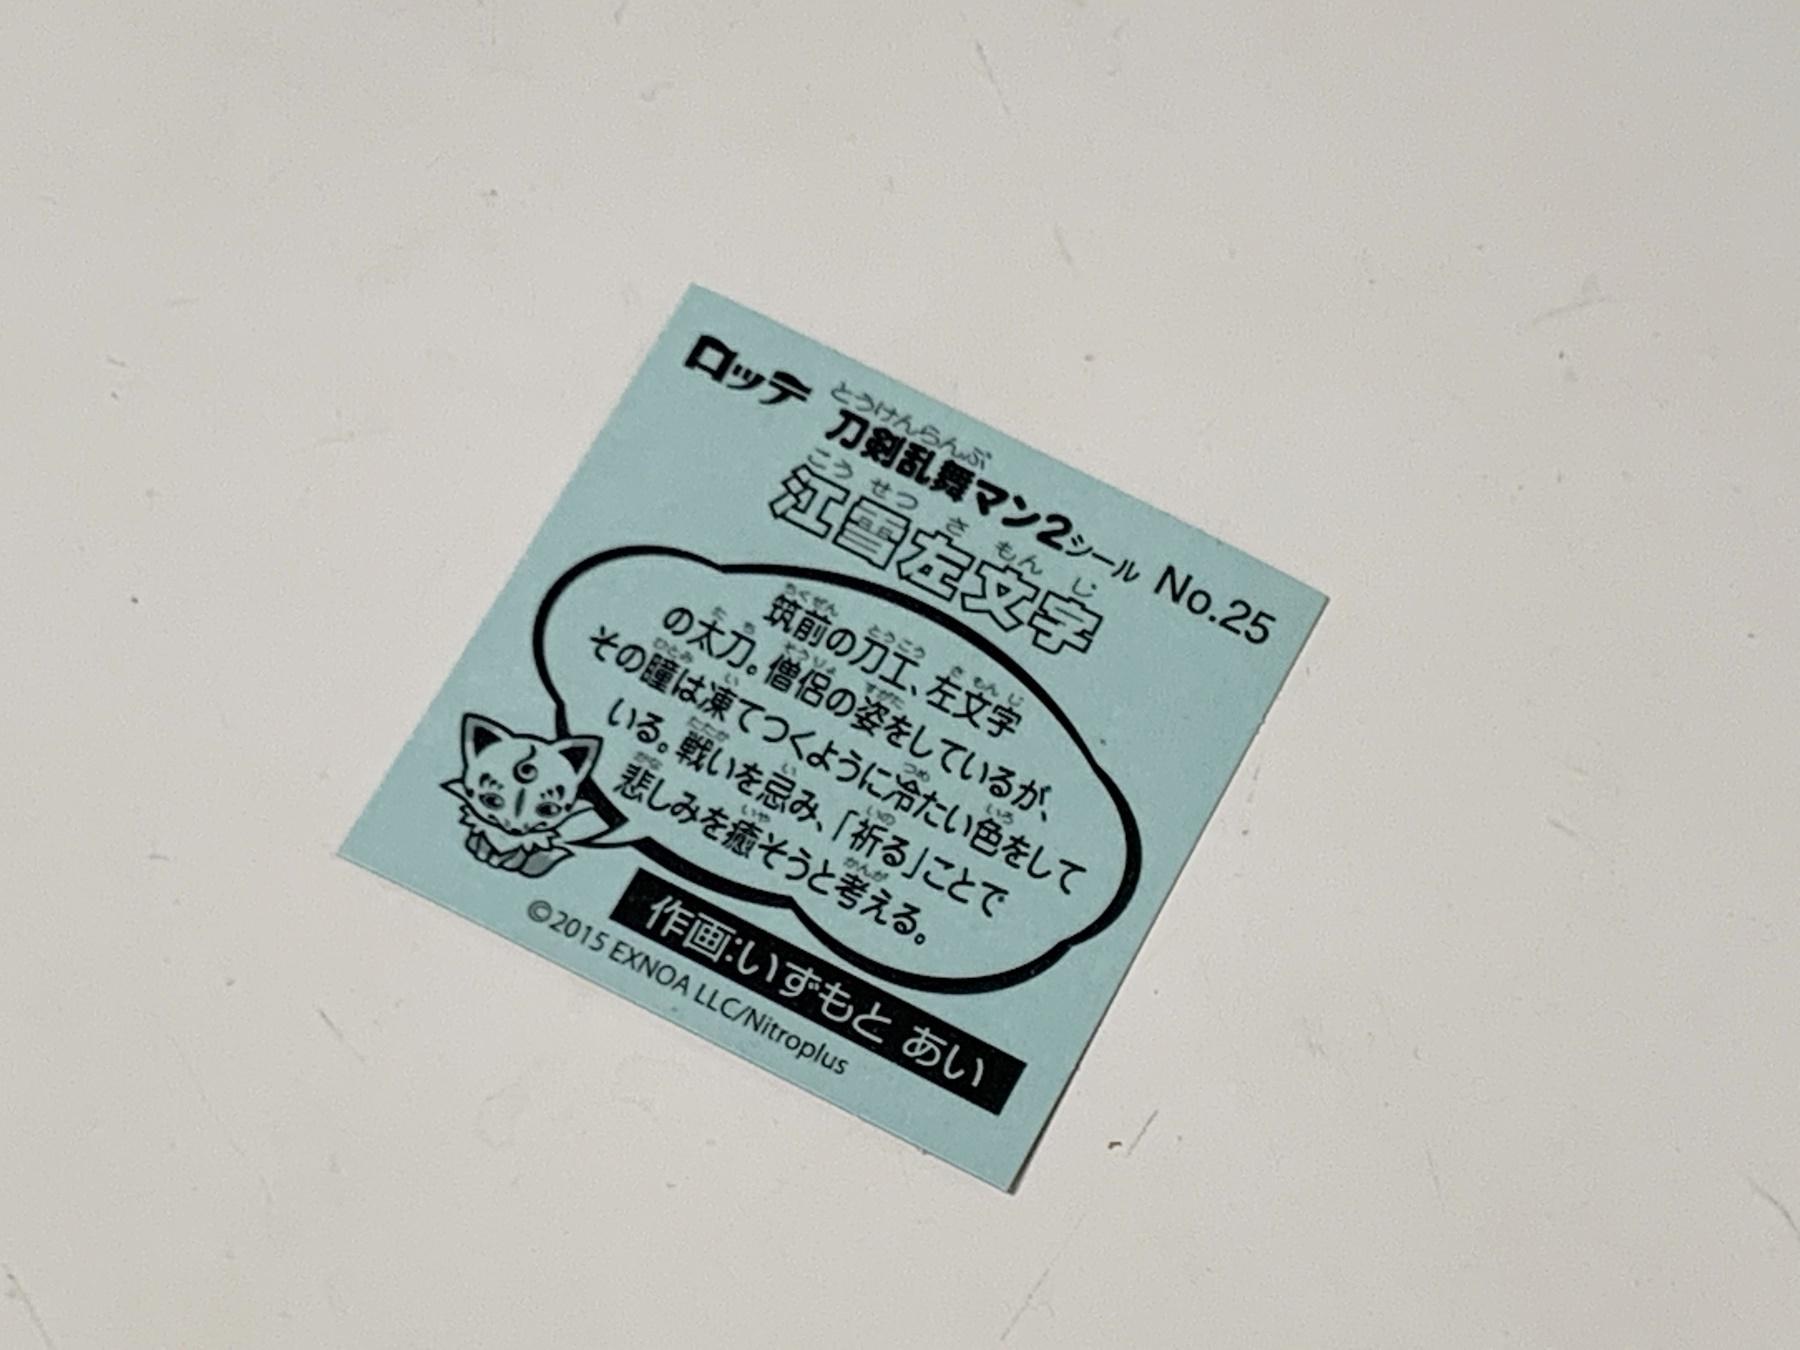 ロッテ 刀剣乱舞マン2シール No.25
とうけんらんぶ
こうせつさもんじ
江雪左文字
筑前の刀工、左文字
の太刀。僧侶の姿をしているが、
その瞳は凍てつくように冷たい色をして
いる。戦いを忌み、「祈る」ことで
悲しみを癒そうと考える。
作画:いずもと あい
©2015 EXNOA LLC/Nitroplus